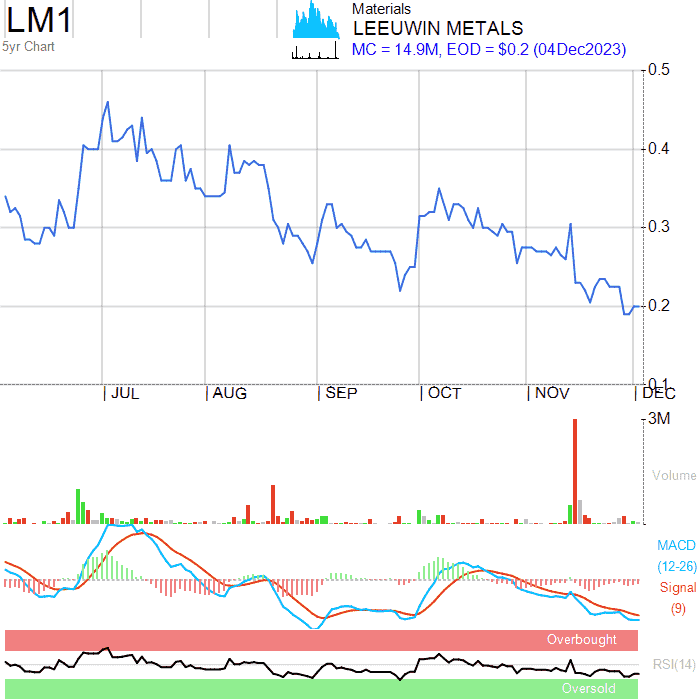 LM1
5yr Chart
Materials
LEEUWIN METALS
MC = 14.9M, EOD = $0.2 (04Dec2023)
0.5
0.4
0.3
0.2
0.1
JUL AUG SEP OCT NOV DEC
3M
Volume
MACD
(12-26)
Signal
(9)
Overbought
RSI(14)
Oversold